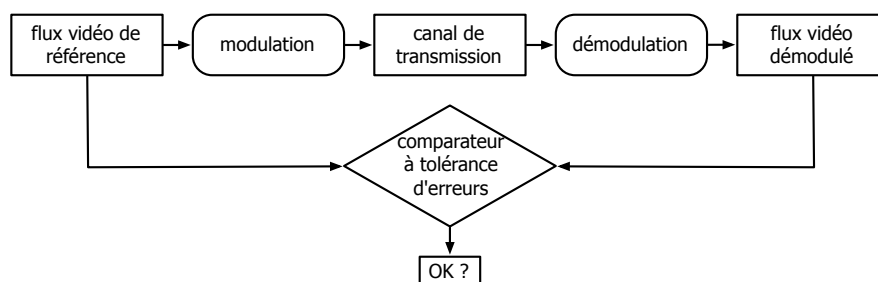 flux vidéo de
référence
modulation
canal de
transmission
démodulation
flux vidéo
démodulé
comparateur
à tolérance
d'erreurs
OK ?